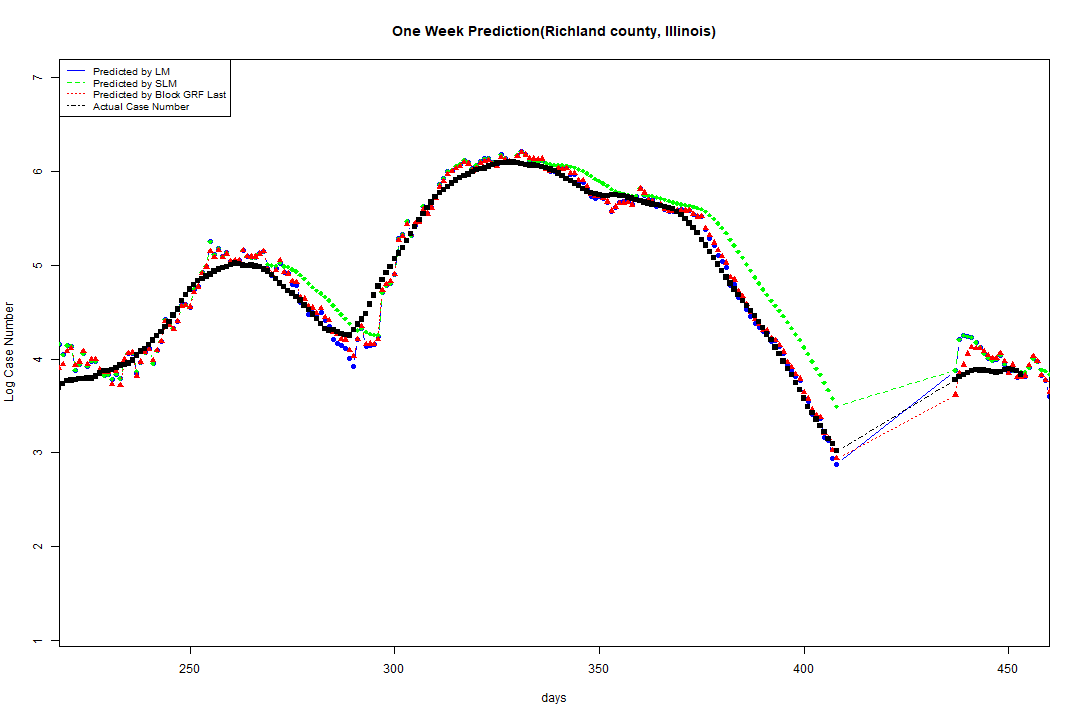 One Week Prediction(Richland county, Illinois)
Predicted by LM
Predicted by SLM
Predicted by Block GRF Last
Actual Case Number
7
6
5
4
3
2
1
Log Case Number
250 300 350 400 450
days